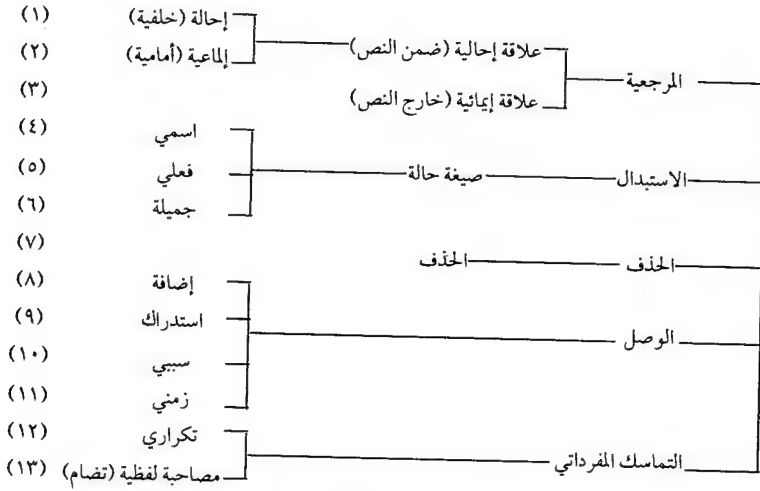 إحالة (خلفية) (١)
علاقة إحالية (ضمن النص)
إلماعية (أمامية) (٢)
المرجعية
علاقة إيمائية (خارج النص) (٣)
اسمي (٤)
الاستبدال صيغة حالة فعلي (٥)
جميلة (٦)
الحذف الحذف (٧)
إضافة (٨)
استدراك (٩)
الوصل
سببي (١٠)
زمني (١١)
تكراري (١٢)
التماسك المفرداتي
مصاحبة لفظية (تضام) (١٣)